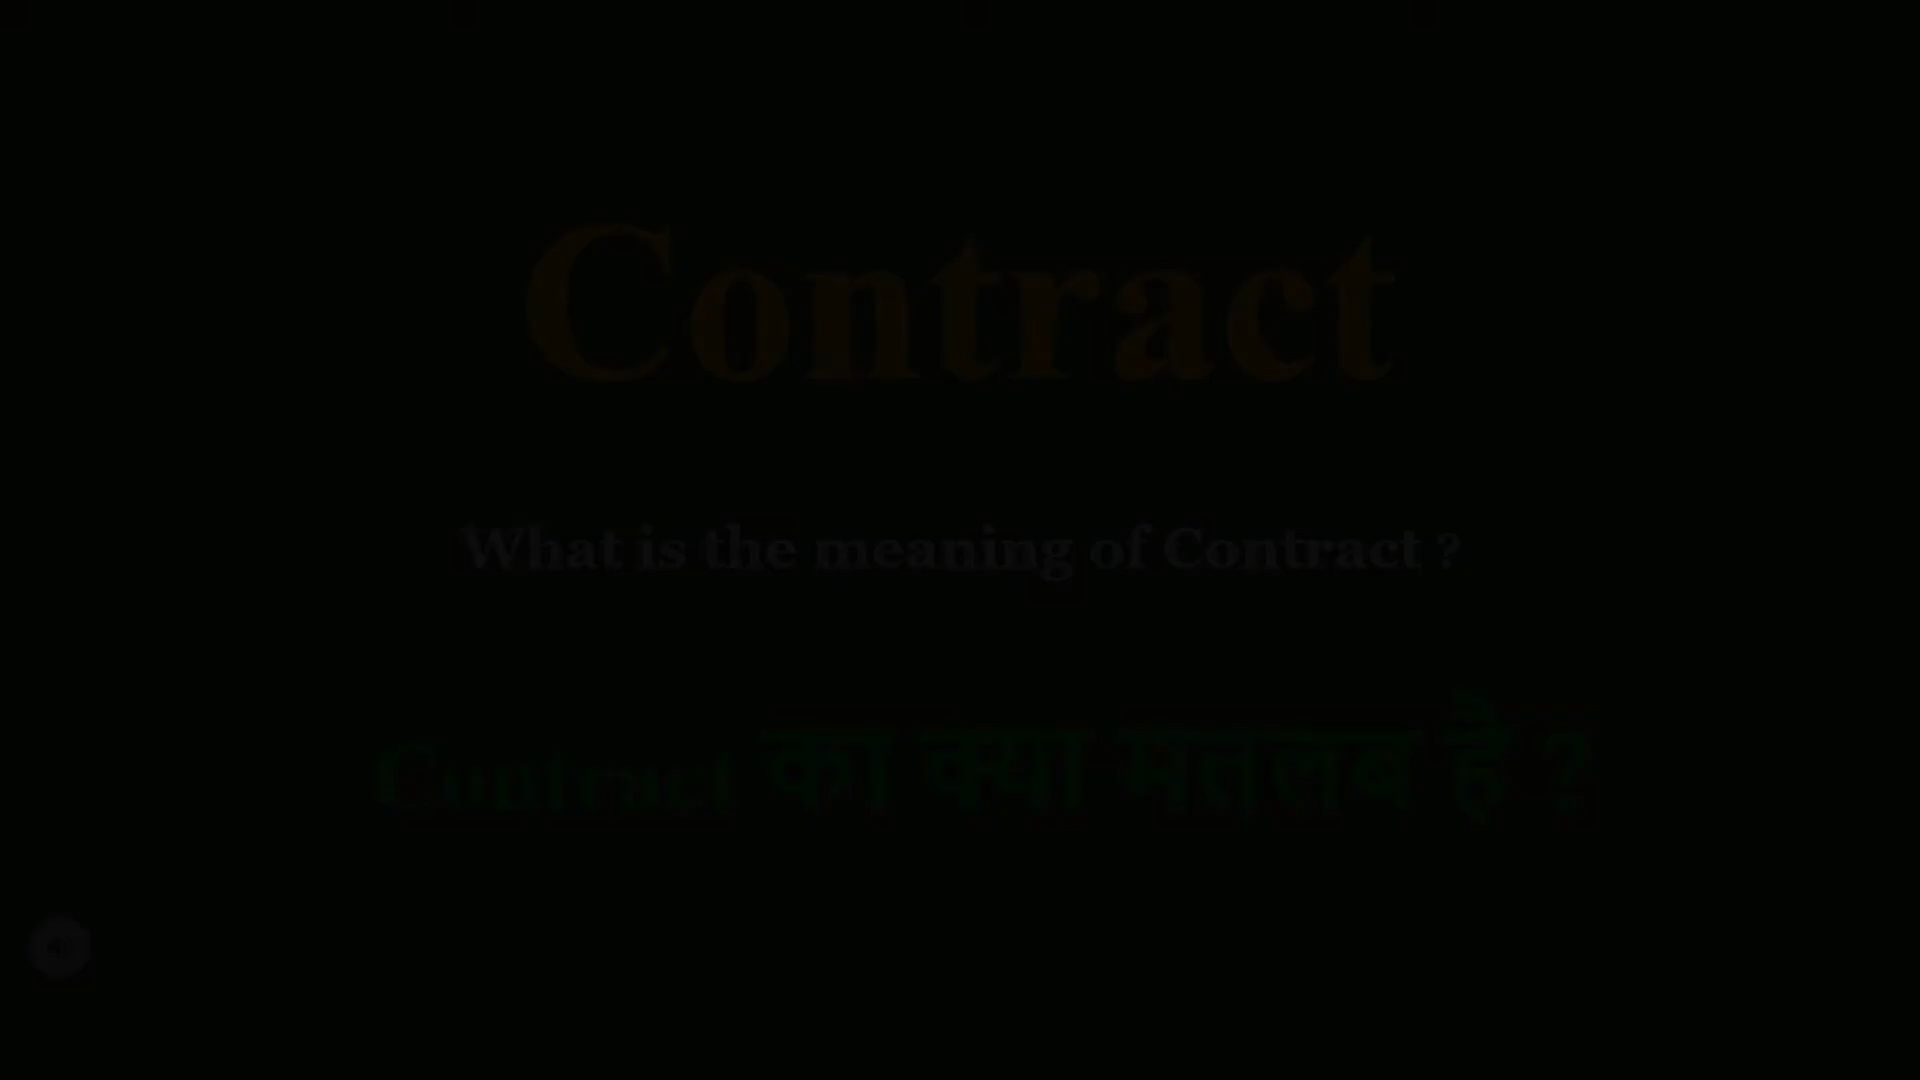 Contract
What is the meaning of Contract ?
Contract का क्या मतलब है ?